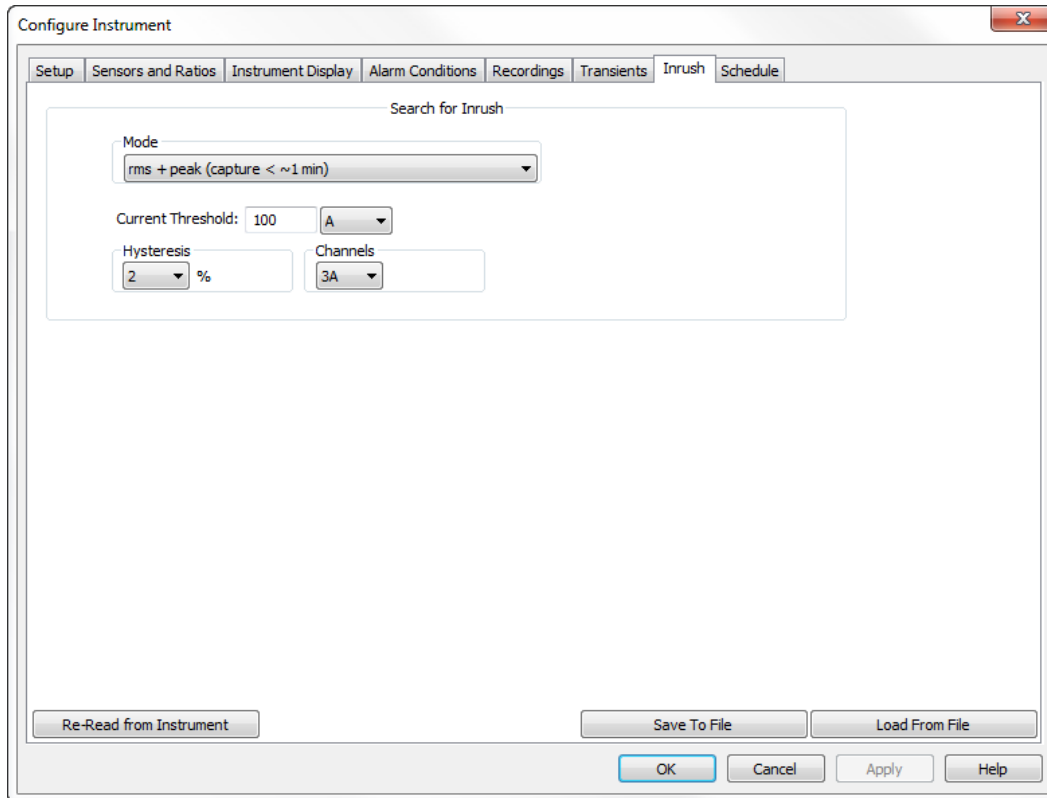 Configure Instrument
Setup Sensors and Ratios Instrument Display Alarm Conditions Recordings Transients Inrush Schedule
Search for Inrush
Mode
rms + peak (capture < ~1 min)
Current Threshold: 100 A
Hysteresis Channels
2 % 3A
Re-Read from Instrument Save To File Load From File
OK Cancel Apply Help